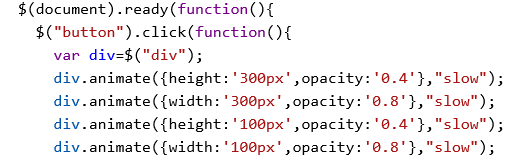 $(document).ready(function(){
$("button").click(function(){
var div=$("div");
div.animate({height:'300px',opacity:'0.4'},"slow");
div.animate({width:'300px',opacity:'0.8'},"slow");
div.animate({height:'100px',opacity:'0.4'},"slow");
div.animate({width:'100px',opacity:'0.8'},"slow");